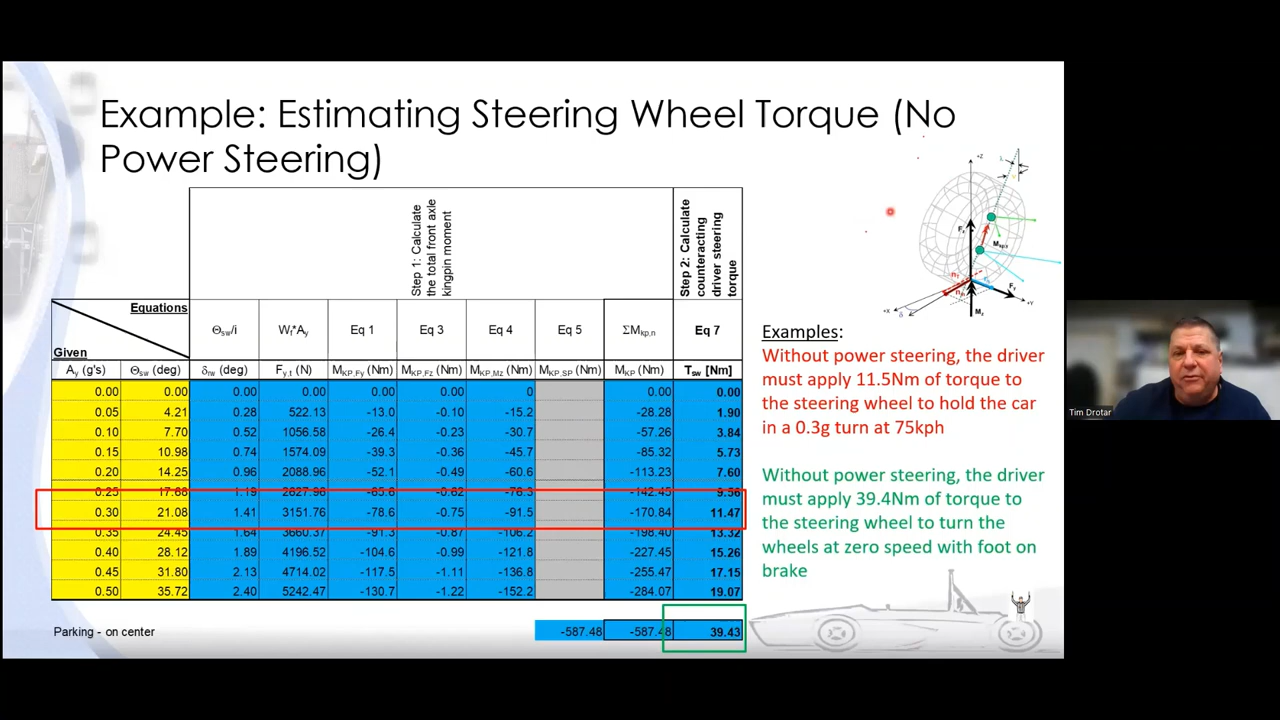 Example: Estimating Steering Wheel Torque (No
Power Steering)
Step 1: Calculate
the total front axle
kingpin moment
Step 2: Calculate
counteracting
driver steering
torque
Equations
Given
Θsw/i Wf*Ay Eq 1 Eq 3 Eq 4 Eq 5 ΣMkp,n Eq 7
Ay (g's) Θsw (deg) δrw (deg) Fy,t (N) MKP,Fy (Nm) MKP,Fz (Nm) MKP,Mz (Nm) MKP,SP (Nm) MKP (Nm) Tsw [Nm]
0.00 0.00 0.00 0.00 0.00 0.00 0 0.00 0.00
0.05 4.21 0.28 522.13 -13.0 -0.10 -15.2 -28.28 1.90
0.10 7.70 0.52 1056.58 -26.4 -0.23 -30.7 -57.26 3.84
0.15 10.98 0.74 1574.09 -39.3 -0.36 -45.7 -85.32 5.73
0.20 14.25 0.96 2088.96 -52.1 -0.49 -60.6 -113.23 7.60
0.25 17.68 1.19 2627.96 -65.6 -0.62 -76.3 -142.45 9.56
0.30 21.08 1.41 3151.76 -78.6 -0.75 -91.5 -170.84 11.47
0.35 24.45 1.64 3660.37 -91.3 -0.87 -106.2 -198.40 13.32
0.40 28.12 1.89 4196.52 -104.6 -0.99 -121.8 -227.45 15.26
0.45 31.80 2.13 4714.02 -117.5 -1.11 -136.8 -255.47 17.15
0.50 35.72 2.40 5242.47 -130.7 -1.22 -152.2 -284.07 19.07
Parking - on center -587.48 -587.48 39.43
Examples:
Without power steering, the driver
must apply 11.5Nm of torque to
the steering wheel to hold the car
in a 0.3g turn at 75kph
Without power steering, the driver
must apply 39.4Nm of torque to
the steering wheel to turn the
wheels at zero speed with foot on
brake
+Z
Mkp,t
+X
+Y
δ
Tim Drotar